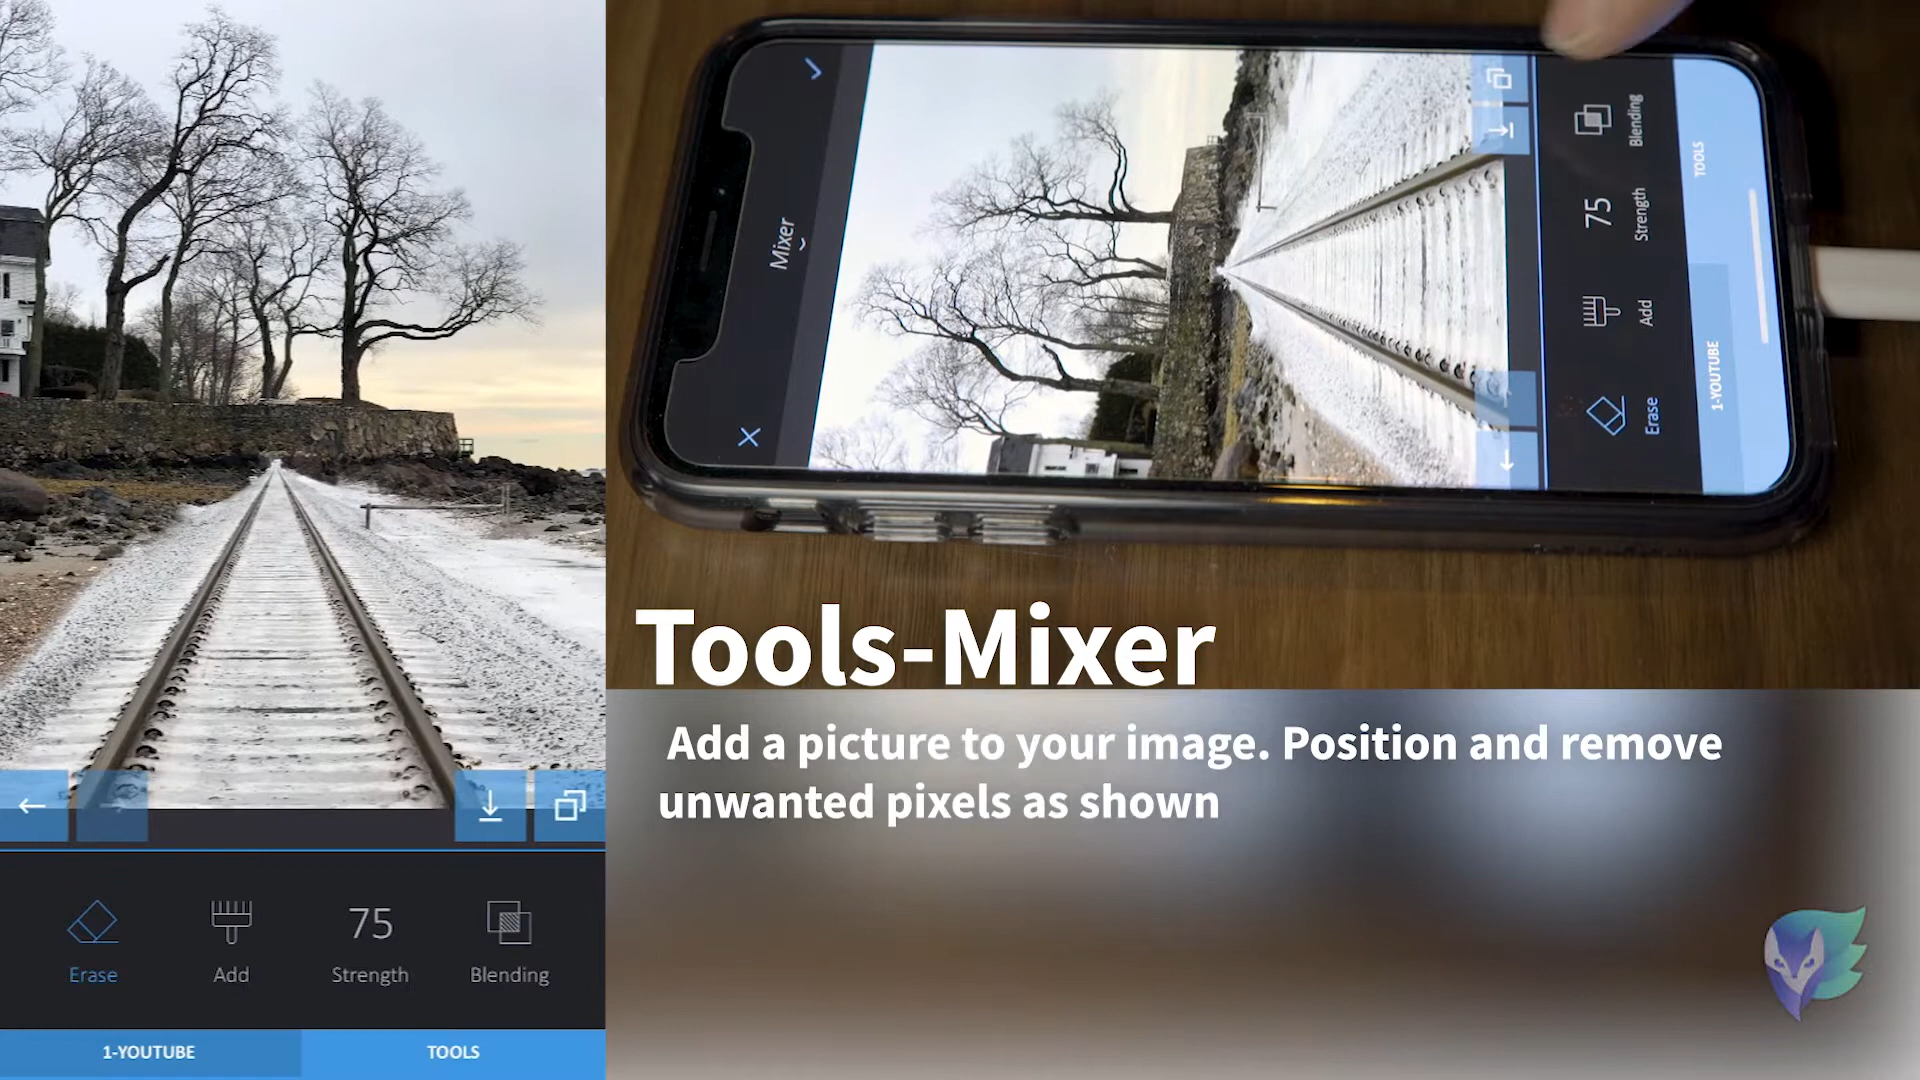 Erase
Add
75
Strength
Blending
1-YOUTUBE
TOOLS
Mixer
Blending
75
Strength
Add
Erase
TOOLS
1-YOUTUBE
Tools-Mixer
Add a picture to your image. Position and remove
unwanted pixels as shown